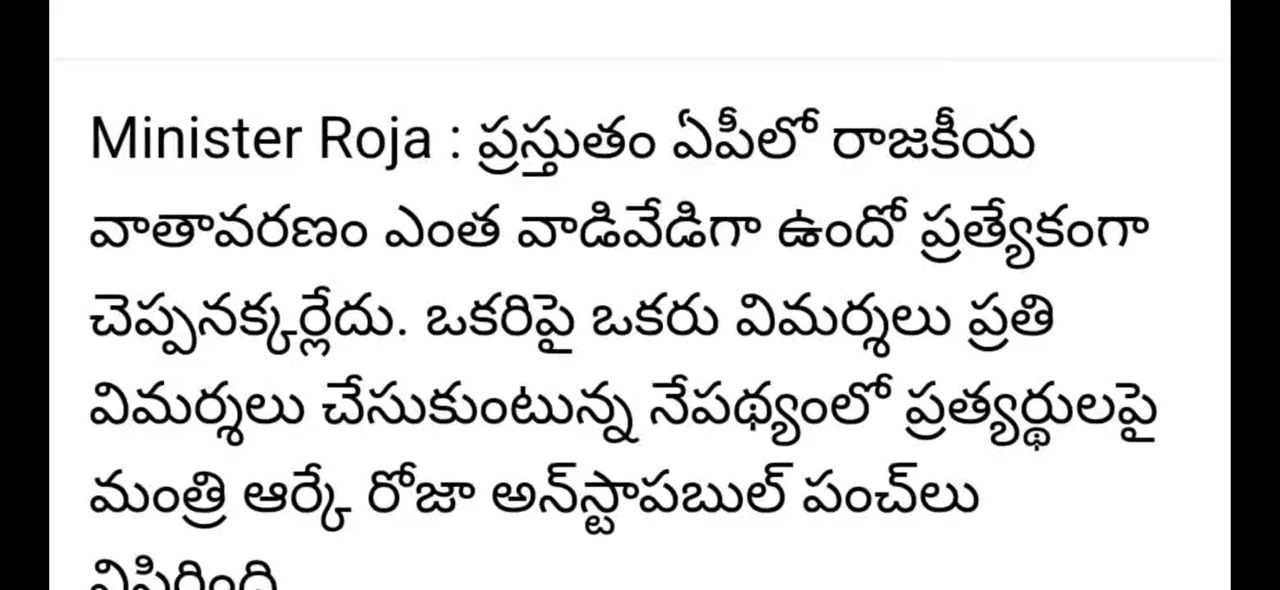 Minister Roja : ప్రస్తుతం ఏపీలో రాజకీయ
వాతావరణం ఎంత వాడివేడిగా ఉందో ప్రత్యేకంగా
చెప్పనక్కర్లేదు. ఒకరిపై ఒకరు విమర్శలు ప్రతి
విమర్శలు చేసుకుంటున్న నేపథ్యంలో ప్రత్యర్థులపై
మంత్రి ఆర్కే రోజా అన్‌స్టాపబుల్ పంచ్‌లు